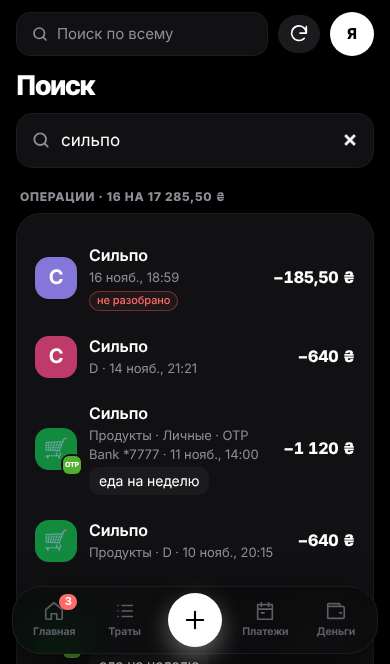 Поиск по всему
Я
Поиск
сильпо
ОПЕРАЦИИ · 16 НА 17 285,50 ₴
С
Сильпо
16 нояб., 18:59
не разобрано
−185,50 ₴
С
Сильпо
D · 14 нояб., 21:21
−640 ₴
OTP
Сильпо
Продукты · Личные · OTP
Bank *7777 · 11 нояб., 14:00
еда на неделю
−1 120 ₴
Сильпо
Продукты · D · 10 нояб., 20:15
−640 ₴
3
Главная
Траты
Платежи
Деньги